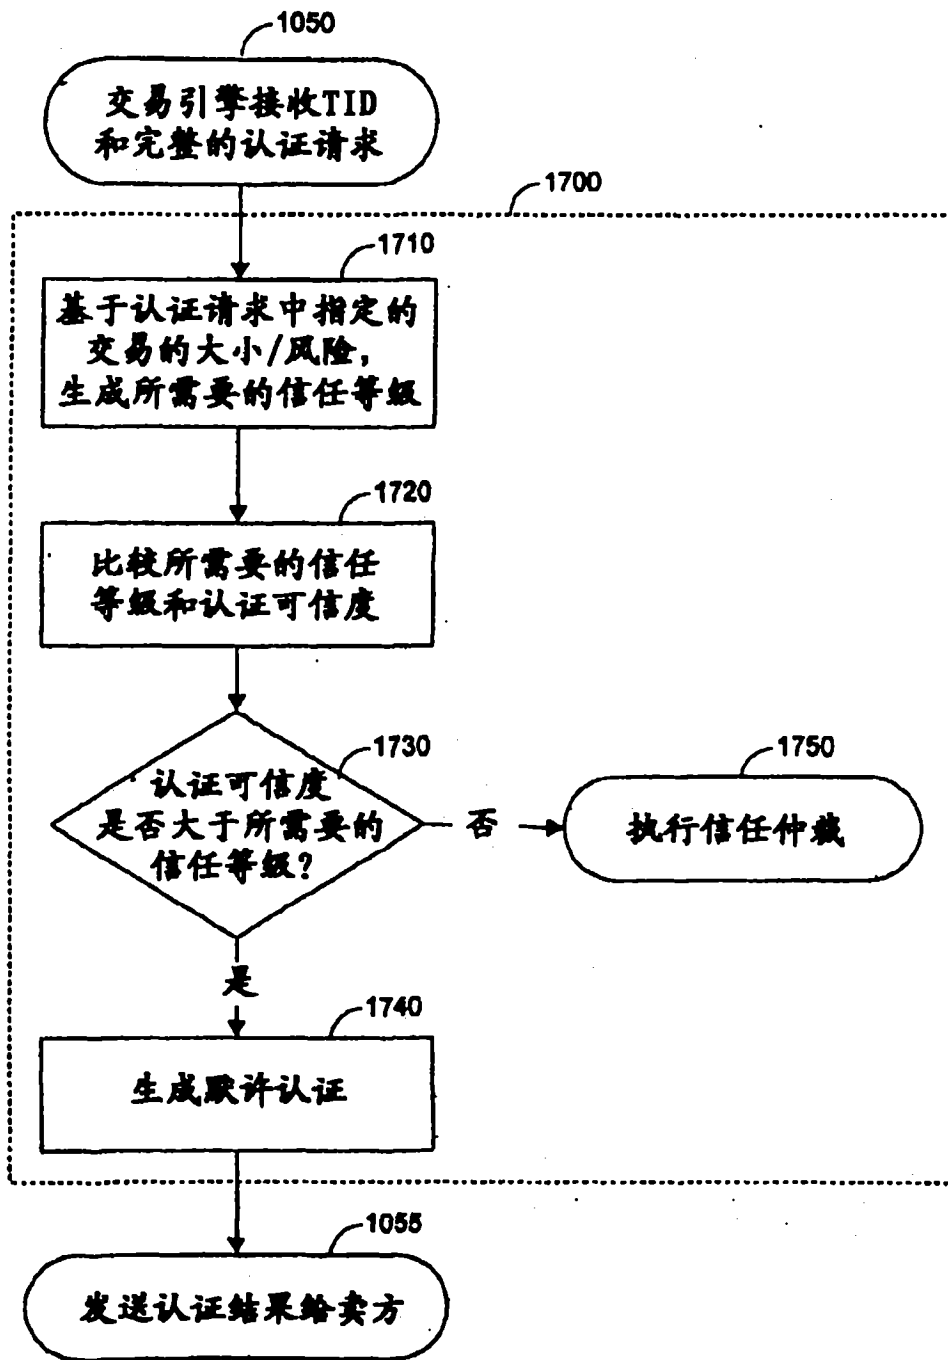 1050
交易引擎接收TID
和完整的认证请求
1700
1710
基于认证请求中指定的
交易的大小/风险,
生成所需要的信任等级
1720
比较所需要的信任
等级和认证可信度
1730
认证可信度
是否大于所需要的
信任等级?
否
1750
执行信任仲裁
是
1740
生成默许认证
1055
发送认证结果给卖方